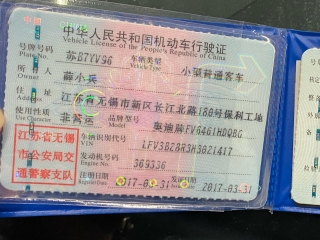 中华人民共和国机动车行驶证
Vehicle License of the People's Republic of China
号牌号码 苏B7YV96 车辆类型 小型普通客车
Plate No. Vehicle Type
所有人 薛小兵
Owner
住址 江苏省无锡市新区长江北路180号保利工埔
Address
使用性质 非营运 品牌型号 奥迪牌FV6461HDQBG
Use Character Model
江苏省无锡市公安局交通警察支队
车辆识别代号 LFV3B28R3H3021417
VIN
发动机号码 369336
Engine No.
注册日期 2017-03-31 2017-03-31
Register Date